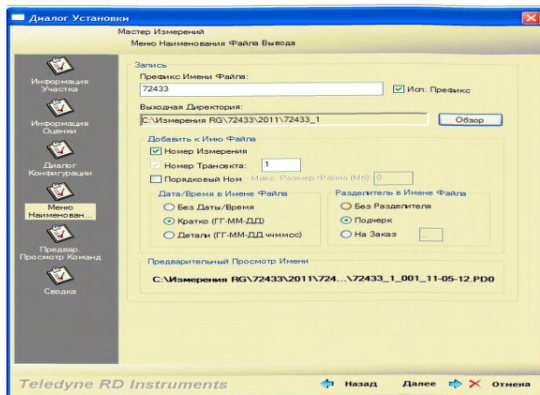 Диалог Установки
Мастер Измерений
Меню Наименования Файла Вывода
Информация Участка
Информация Оценки
Диалог Конфигурации
Меню Наименован...
Предвар. Просмотр Команд
Сводка
Запись
Префикс Имени Файла:
72433
Исп. Префикс
Выходная Директория:
C:\Измерения RG\72433\2011\72433_1
Обзор
Добавить к Имю Файла
Номер Измерения
Номер Трансекта:
1
Порядковый Ном
Макс. Размер Файла (Мб)
0
Дата/Время в Имене Файла
Без Даты/Время
Кратко (ГГ-ММ-ДД)
Детали (ГГ-ММ-ДД ччммсс)
Разделитель в Имене Файла
Без Разделителя
Подчерк
На Заказ
Предварительный Просмотр Имени
C:\Измерения RG\72433\2011\724...\72433_1_001_11-05-12.PD0
Teledyne RD Instruments
Назад
Далее
Отмена